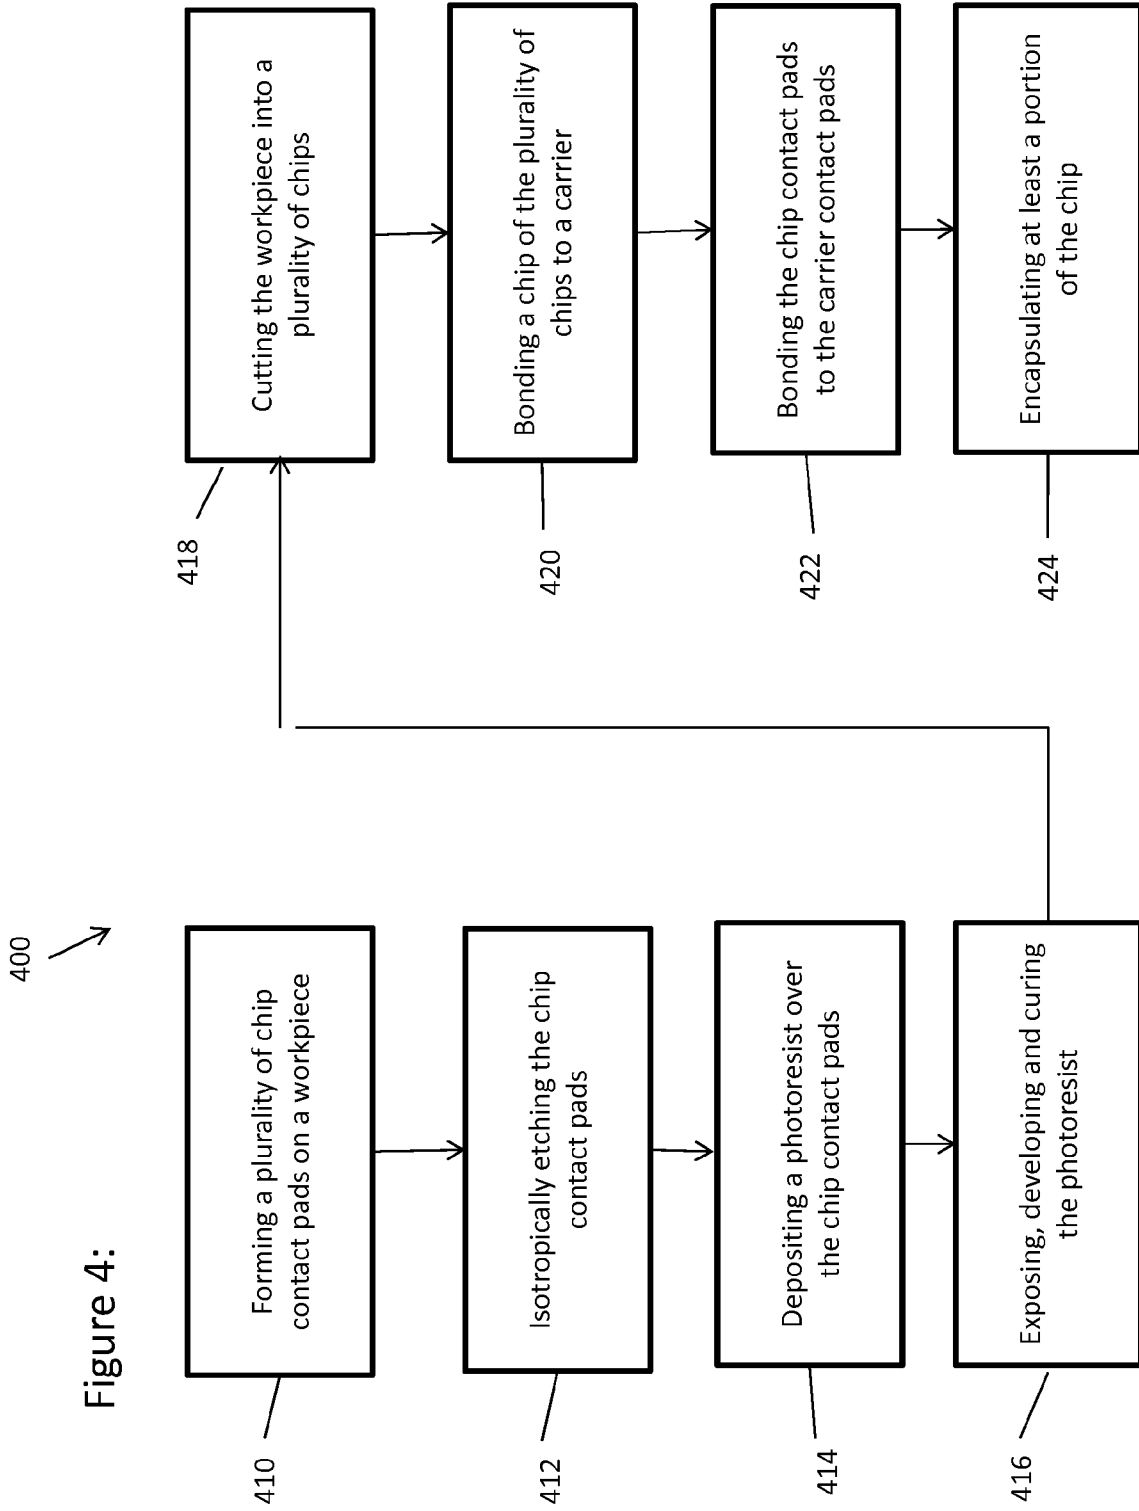 Figure 4:
400
410
Forming a plurality of chip
contact pads on a workpiece
412
Isotropically etching the chip
contact pads
414
Depositing a photoresist over
the chip contact pads
416
Exposing, developing and curing
the photoresist
418
Cutting the workpiece into a
plurality of chips
420
Bonding a chip of the plurality of
chips to a carrier
422
Bonding the chip contact pads
to the carrier contact pads
424
Encapsulating at least a portion
of the chip